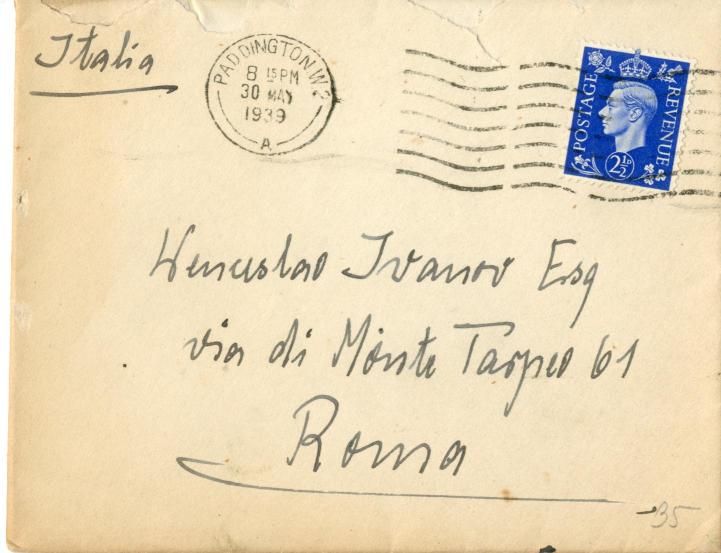 Italia
PADDINGTON. W.2
8 15 PM
30 MAY
1939
A
POSTAGE
REVENUE
2½D
Wenceslao Ivanov Esq
via di Monte Tarpeo 61
Roma
-35